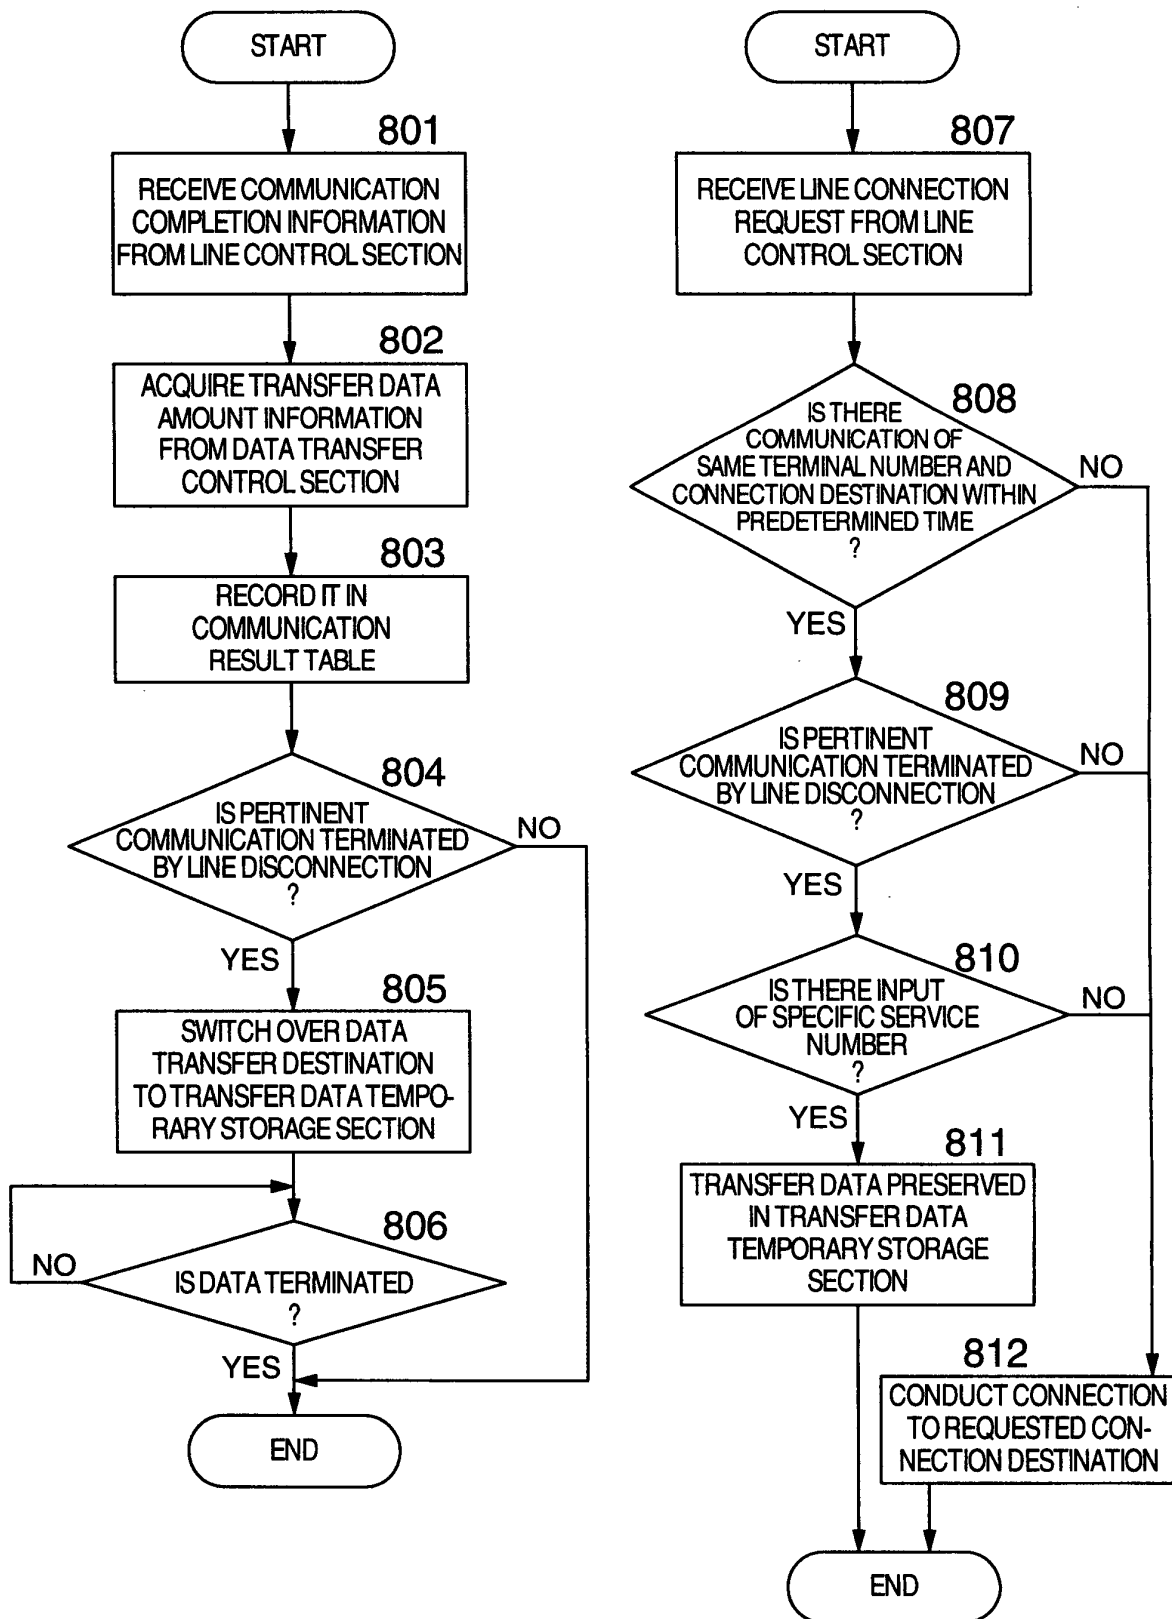 START
801
RECEIVE COMMUNICATION
COMPLETION INFORMATION
FROM LINE CONTROL SECTION
802
ACQUIRE TRANSFER DATA
AMOUNT INFORMATION
FROM DATA TRANSFER
CONTROL SECTION
803
RECORD IT IN
COMMUNICATION
RESULT TABLE
804
IS PERTINENT
COMMUNICATION TERMINATED
BY LINE DISCONNECTION
?
NO
YES
805
SWITCH OVER DATA
TRANSFER DESTINATION
TO TRANSFER DATA TEMPO-
RARY STORAGE SECTION
806
IS DATA TERMINATED
?
NO
YES
END
START
807
RECEIVE LINE CONNECTION
REQUEST FROM LINE
CONTROL SECTION
808
IS THERE
COMMUNICATION OF
SAME TERMINAL NUMBER AND
CONNECTION DESTINATION WITHIN
PREDETERMINED TIME
?
NO
YES
809
IS PERTINENT
COMMUNICATION TERMINATED
BY LINE DISCONNECTION
?
NO
YES
810
IS THERE INPUT
OF SPECIFIC SERVICE
NUMBER
?
NO
YES
811
TRANSFER DATA PRESERVED
IN TRANSFER DATA
TEMPORARY STORAGE
SECTION
812
CONDUCT CONNECTION
TO REQUESTED CON-
NECTION DESTINATION
END